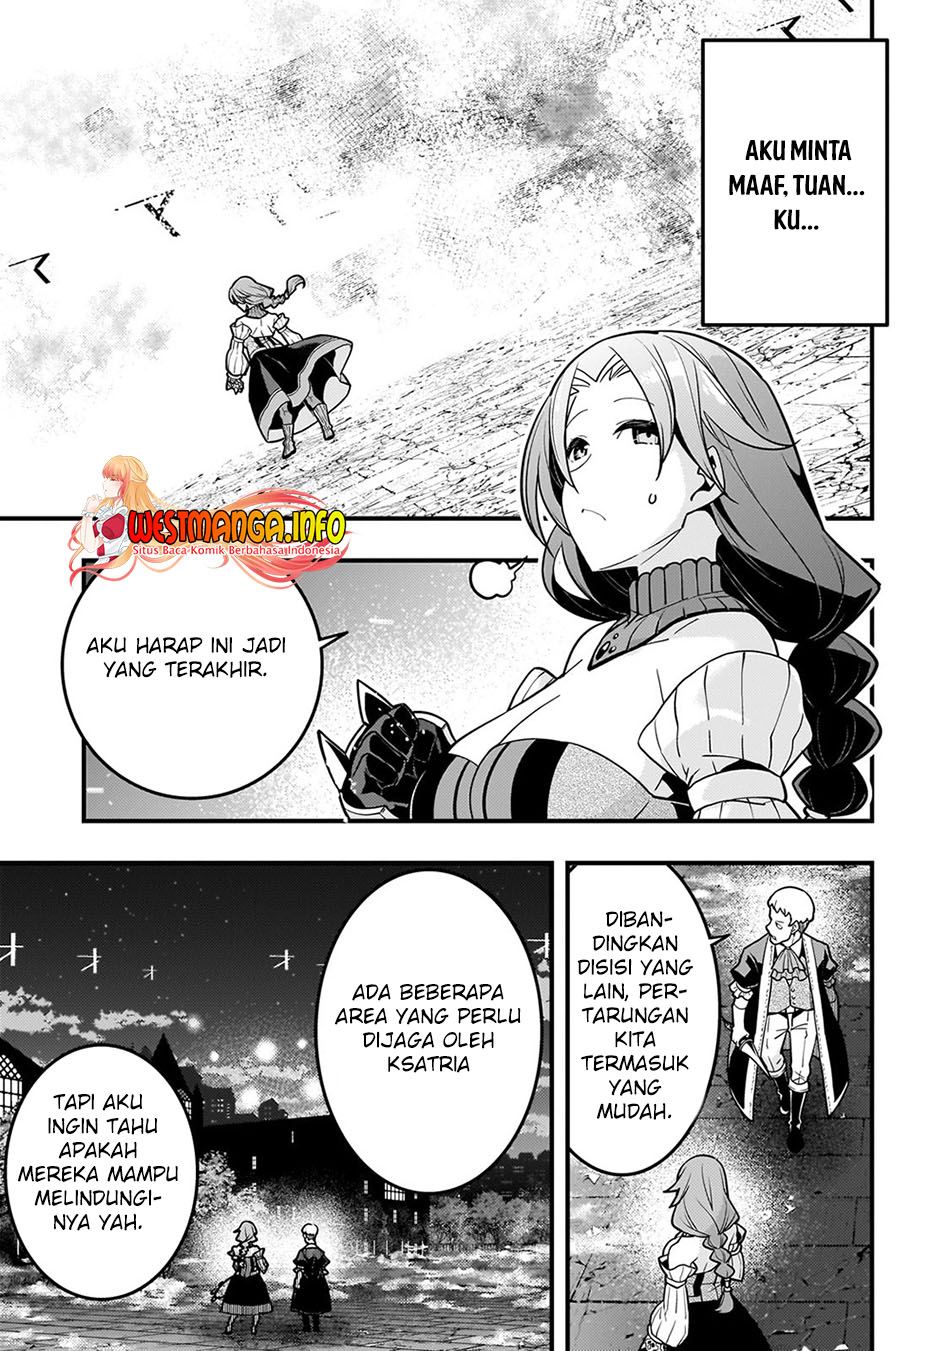 AKU MINTA
MAAF, TUAN...
KU...
WESTMANGA.INFO
Situs Baca Komik Berbahasa Indonesia
AKU HARAP INI JADI
YANG TERAKHIR.
DIBAN-
DINGKAN
DISISI YANG
LAIN, PER-
TARUNGAN
KITA
TERMASUK
YANG
MUDAH.
ADA BEBERAPA
AREA YANG PERLU
DIJAGA OLEH
KSATRIA
TAPI AKU
INGIN TAHU
APAKAH
MEREKA MAMPU
MELINDUNGI-
NYA YAH.